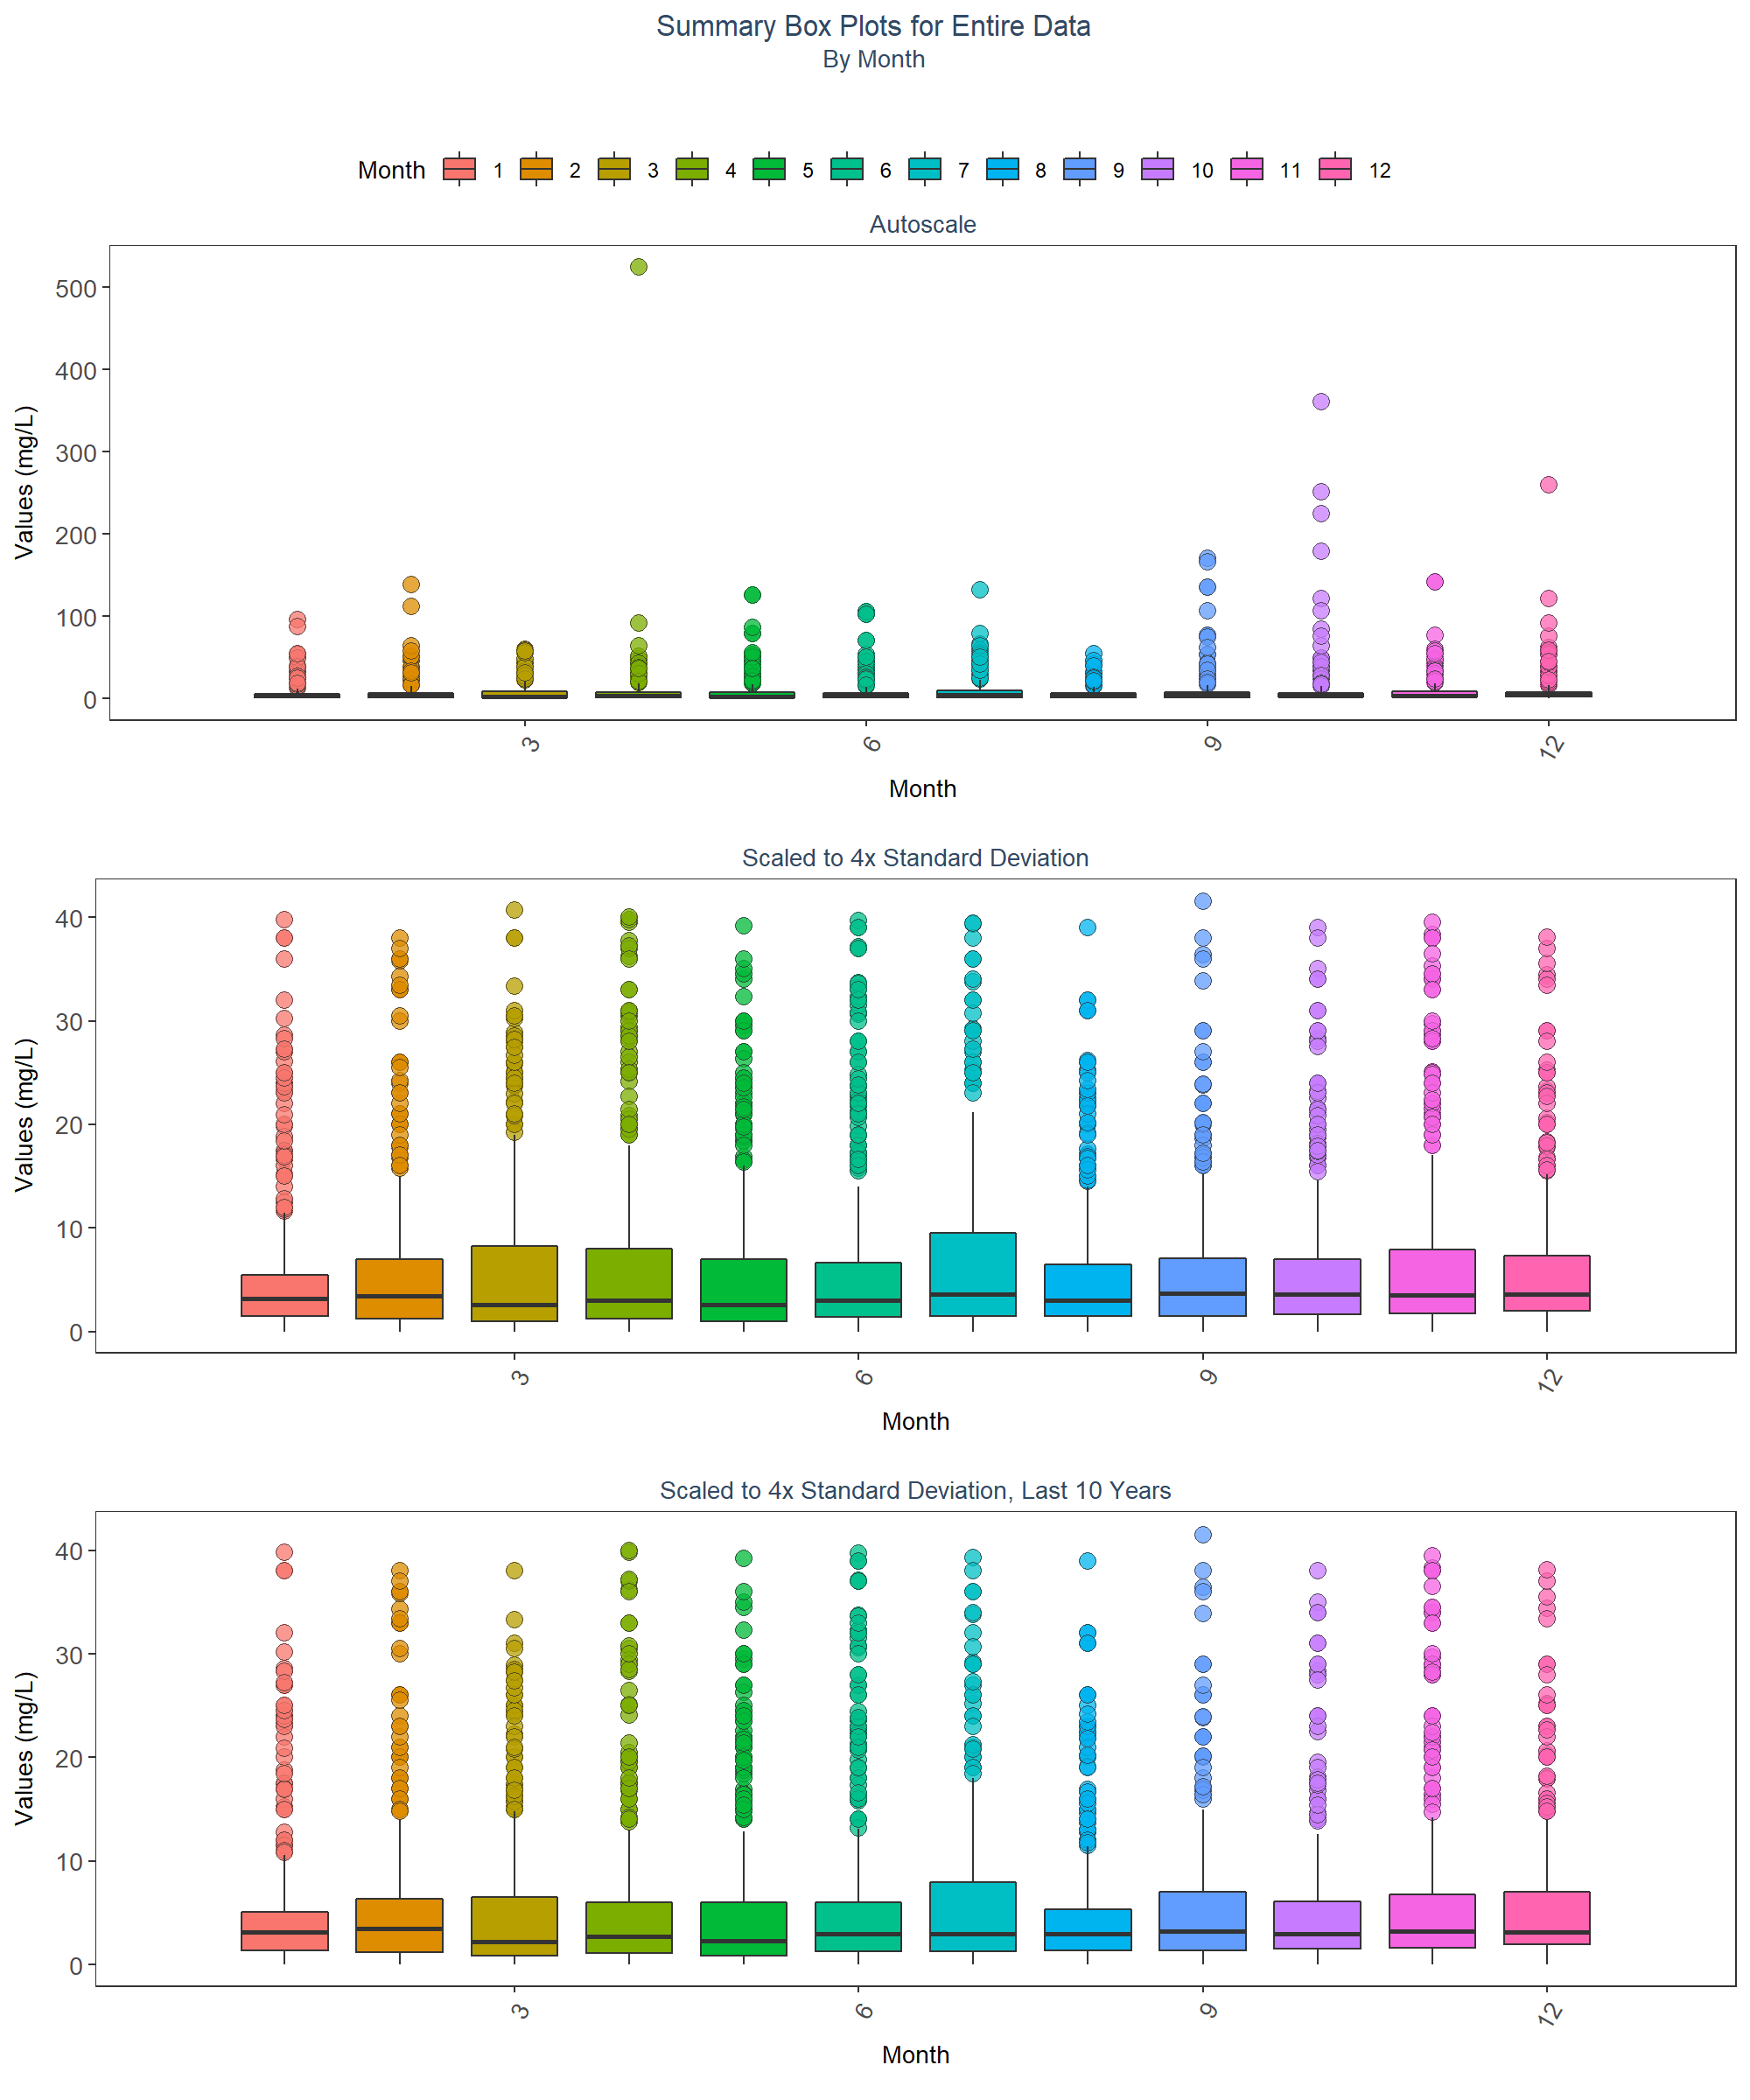 Summary Box Plots for Entire Data
By Month
Month 1 2 3 4 5 6 7 8 9 10 11 12
Autoscale
Values (mg/L)
500
400
300
200
100
0
3 6 9 12
Month
Scaled to 4x Standard Deviation
Values (mg/L)
40
30
20
10
0
3 6 9 12
Month
Scaled to 4x Standard Deviation, Last 10 Years
Values (mg/L)
40
30
20
10
0
3 6 9 12
Month